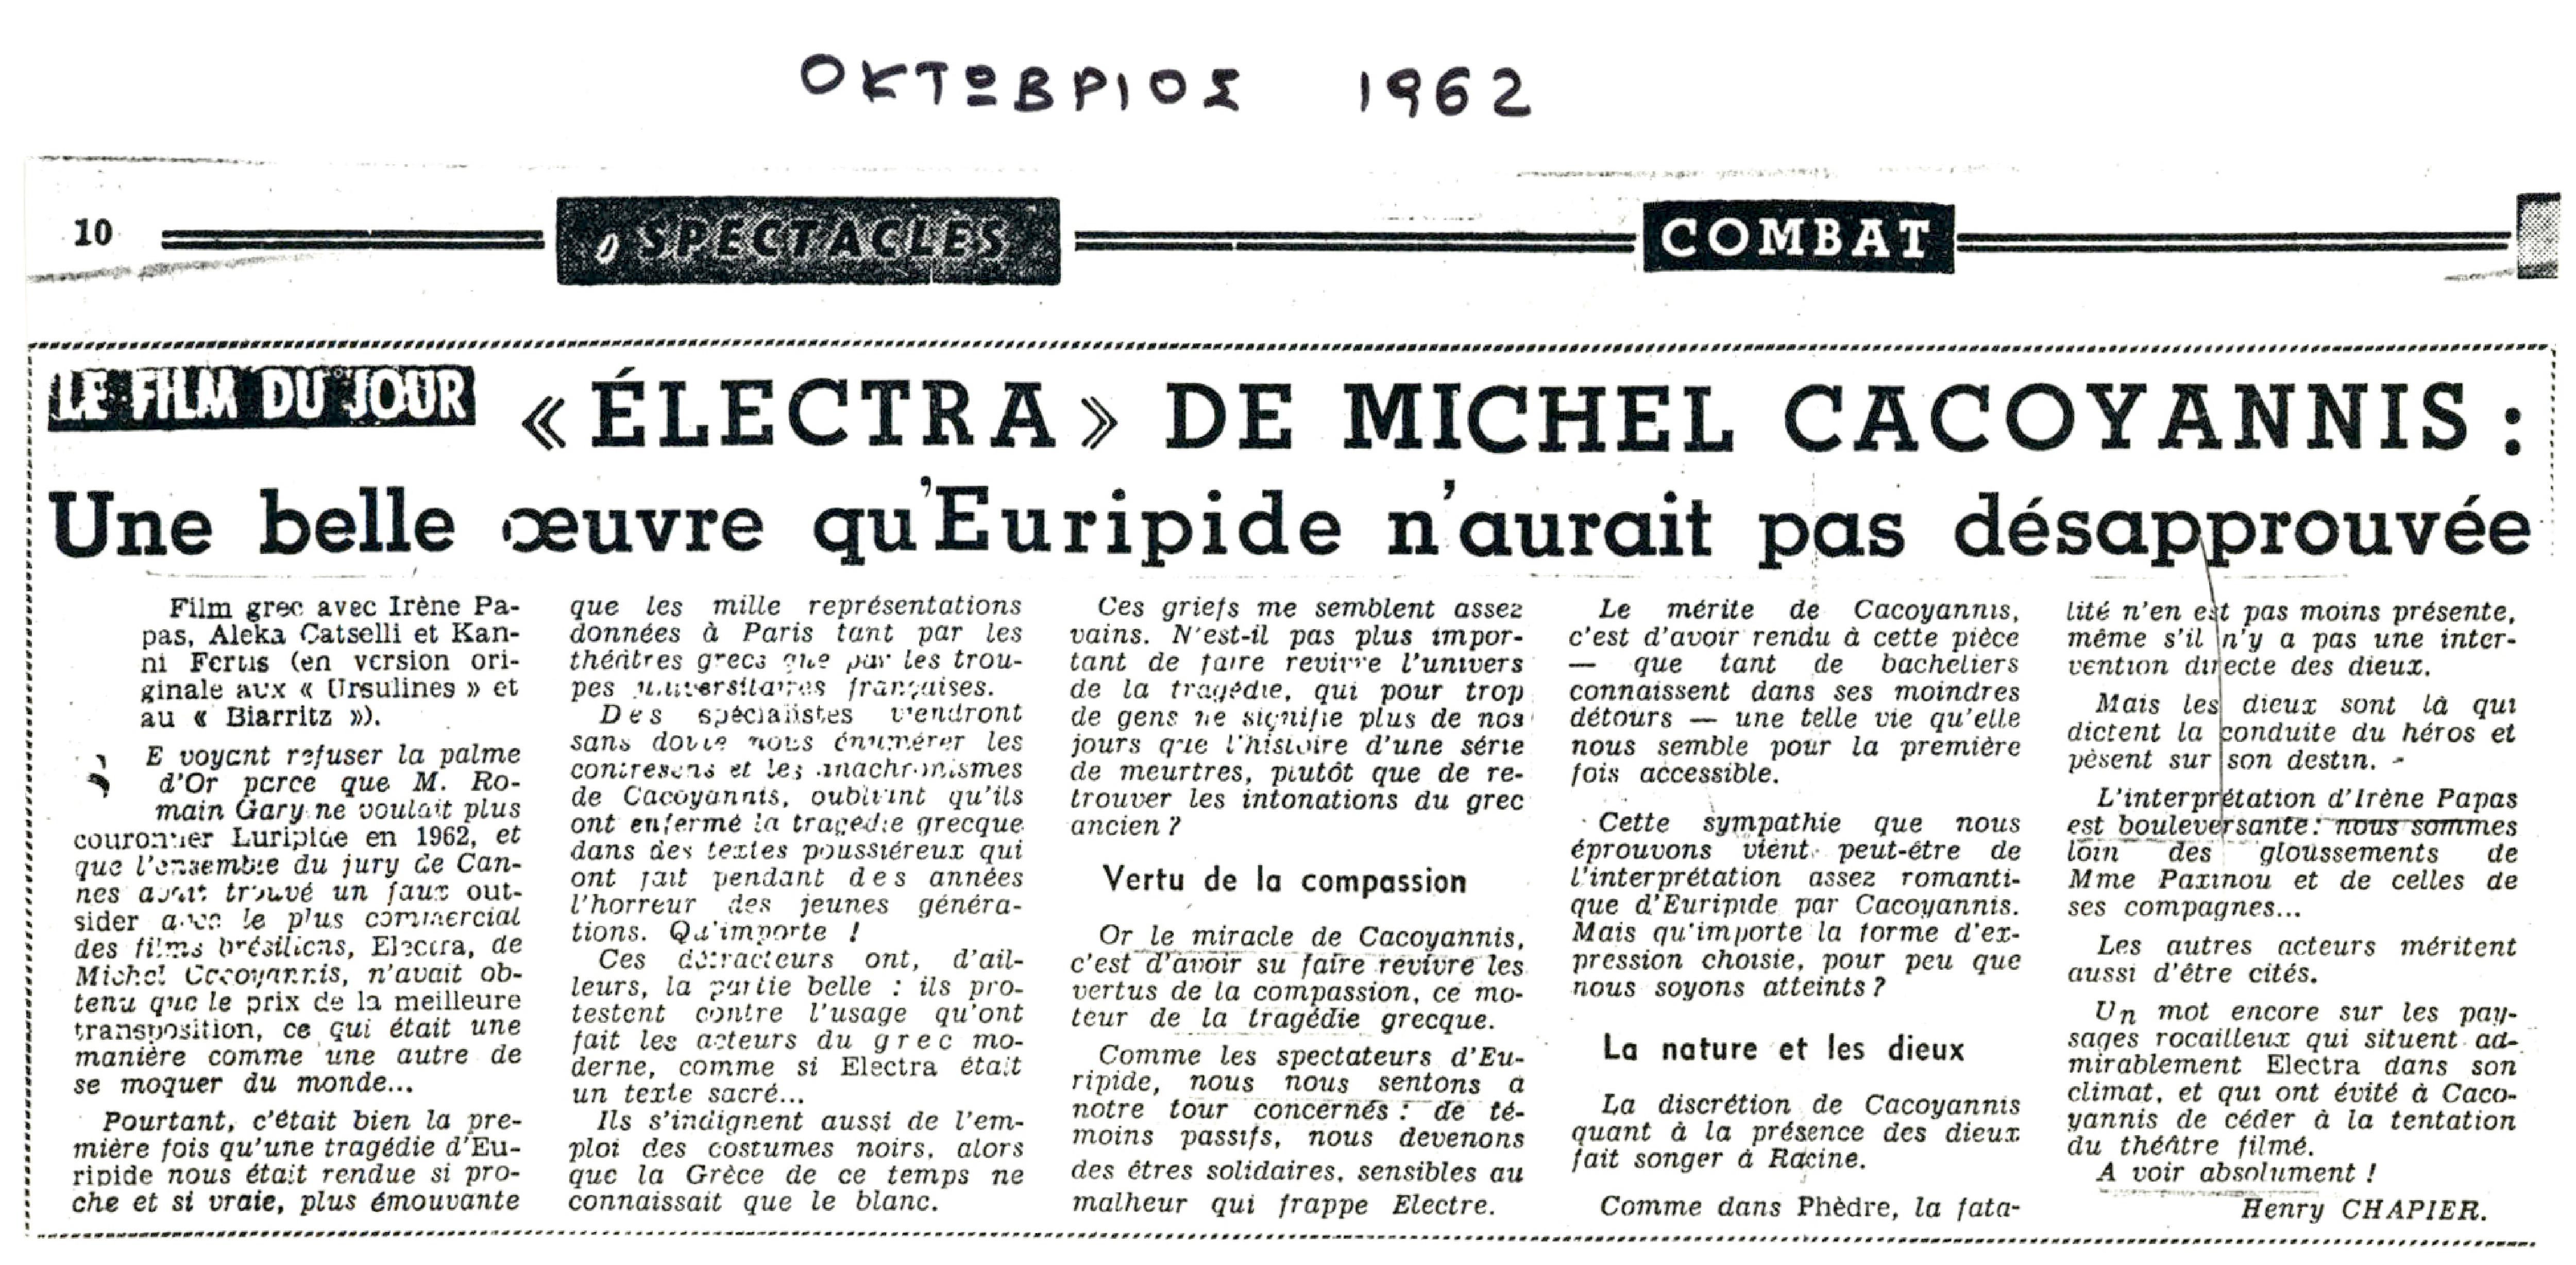 ΟΚΤΩΒΡΙΟΣ 1962
10
SPECTACLES
COMBAT
LE FILM DU JOUR
« ÉLECTRA » DE MICHEL CACOYANNIS :
Une belle œuvre qu'Euripide n'aurait pas désapprouvée
Film grec avec Irène Pa-
pas, Aleka Catselli et Kan-
ni Fertis (en version ori-
ginale aux « Ursulines » et
au « Biarritz »).
SE voyant refuser la palme
d'Or parce que M. Ro-
main Gary ne voulait plus
couronner Euripide en 1962, et
que l'ensemble du jury de Can-
nes avait trouvé un faux out-
sider avec le plus commercial
des films brésiliens, Electra, de
Michel Cacoyannis, n'avait ob-
tenu que le prix de la meilleure
transposition, ce qui était une
manière comme une autre de
se moquer du monde...
Pourtant, c'était bien la pre-
mière fois qu'une tragédie d'Eu-
ripide nous était rendue si pro-
che et si vraie, plus émouvante
que les mille représentations
données à Paris tant par les
théâtres grecs que par les trou-
pes universitaires françaises.
Des spécialistes viendront
sans doute nous énumérer les
contresens et les anachronismes
de Cacoyannis, oubliant qu'ils
ont enfermé la tragédie grecque
dans des textes poussiéreux qui
ont fait pendant des années
l'horreur des jeunes généra-
tions. Qu'importe !
Ces détracteurs ont, d'ail-
leurs, la partie belle : ils pro-
testent contre l'usage qu'ont
fait les acteurs du grec mo-
derne, comme si Electra était
un texte sacré...
Ils s'indignent aussi de l'em-
ploi des costumes noirs, alors
que la Grèce de ce temps ne
connaissait que le blanc.
Ces griefs me semblent assez
vains. N'est-il pas plus impor-
tant de faire revivre l'univers
de la tragédie, qui pour trop
de gens ne signifie plus de nos
jours que l'histoire d'une série
de meurtres, plutôt que de re-
trouver les intonations du grec
ancien ?
Vertu de la compassion
Or le miracle de Cacoyannis,
c'est d'avoir su faire revivre les
vertus de la compassion, ce mo-
teur de la tragédie grecque.
Comme les spectateurs d'Eu-
ripide, nous nous sentons à
notre tour concernés : de té-
moins passifs, nous devenons
des êtres solidaires, sensibles au
malheur qui frappe Electre.
Le mérite de Cacoyannis,
c'est d'avoir rendu à cette pièce
— que tant de bacheliers
connaissent dans ses moindres
détours — une telle vie qu'elle
nous semble pour la première
fois accessible.
Cette sympathie que nous
éprouvons vient peut-être de
l'interprétation assez romanti-
que d'Euripide par Cacoyannis.
Mais qu'importe la forme d'ex-
pression choisie, pour peu que
nous soyons atteints ?
La nature et les dieux
La discrétion de Cacoyannis
quant à la présence des dieux
fait songer à Racine.
Comme dans Phèdre, la fata-
lité n'en est pas moins présente,
même s'il n'y a pas une inter-
vention directe des dieux.
Mais les dieux sont là qui
dictent la conduite du héros et
pèsent sur son destin.
L'interprétation d'Irène Papas
est bouleversante : nous sommes
loin des gloussements de
Mme Paxinou et de celles de
ses compagnes...
Les autres acteurs méritent
aussi d'être cités.
Un mot encore sur les pay-
sages rocailleux qui situent ad-
mirablement Electra dans son
climat, et qui ont évité à Caco-
yannis de céder à la tentation
du théâtre filmé.
A voir absolument !
Henry CHAPIER.